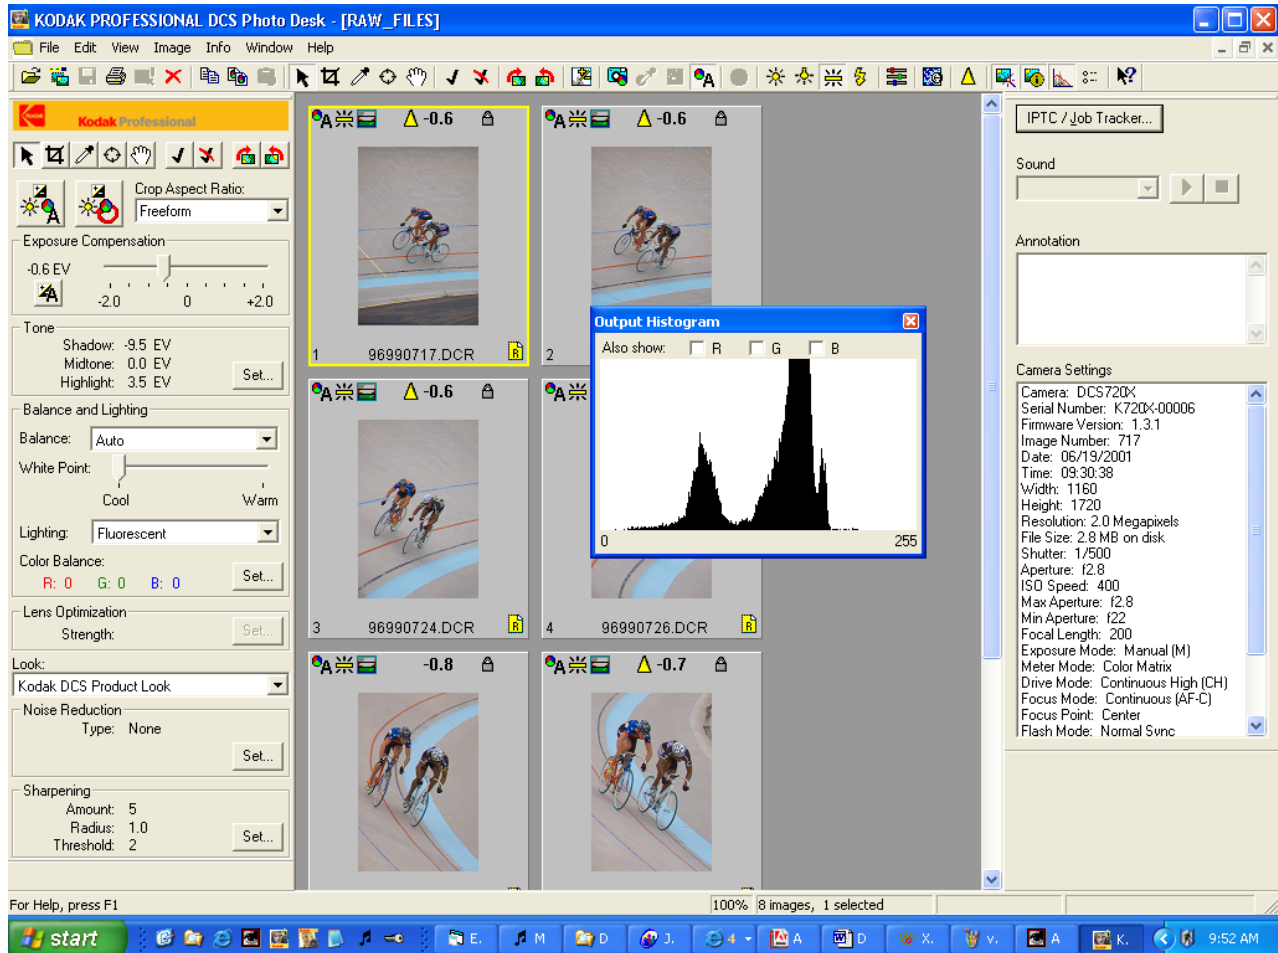 KODAK PROFESSIONAL DCS Photo Desk - [RAW_FILES]
File Edit View Image Info Window Help
Kodak Professional
Crop Aspect Ratio:
Freeform
Exposure Compensation
-0.6 EV
-2.0 0 +2.0
Tone
Shadow: -9.5 EV
Midtone: 0.0 EV
Highlight: 3.5 EV
Set...
Balance and Lighting
Balance: Auto
White Point:
Cool Warm
Lighting: Fluorescent
Color Balance:
R: 0 G: 0 B: 0
Set...
Lens Optimization
Strength:
Set...
Look:
Kodak DCS Product Look
Noise Reduction
Type: None
Set...
Sharpening
Amount: 5
Radius: 1.0
Threshold: 2
Set...
A -0.6
1 96990717.DCR R
A -0.6
2
A -0.6
3 96990724.DCR R
A
4 96990726.DCR R
A -0.8
A -0.7
Output Histogram
Also show: R G B
0 255
IPTC / Job Tracker...
Sound
Annotation
Camera Settings
Camera: DCS720X
Serial Number: K720X-00006
Firmware Version: 1.3.1
Image Number: 717
Date: 06/19/2001
Time: 09:30:38
Width: 1160
Height: 1720
Resolution: 2.0 Megapixels
File Size: 2.8 MB on disk
Shutter: 1/500
Aperture: f2.8
ISO Speed: 400
Max Aperture: f2.8
Min Aperture: f22
Focal Length: 200
Exposure Mode: Manual (M)
Meter Mode: Color Matrix
Drive Mode: Continuous High (CH)
Focus Mode: Continuous (AF-C)
Focus Point: Center
Flash Mode: Normal Sync
For Help, press F1
100% 8 images, 1 selected
start E. M D J. 4 A D X. v. A K. 9:52 AM